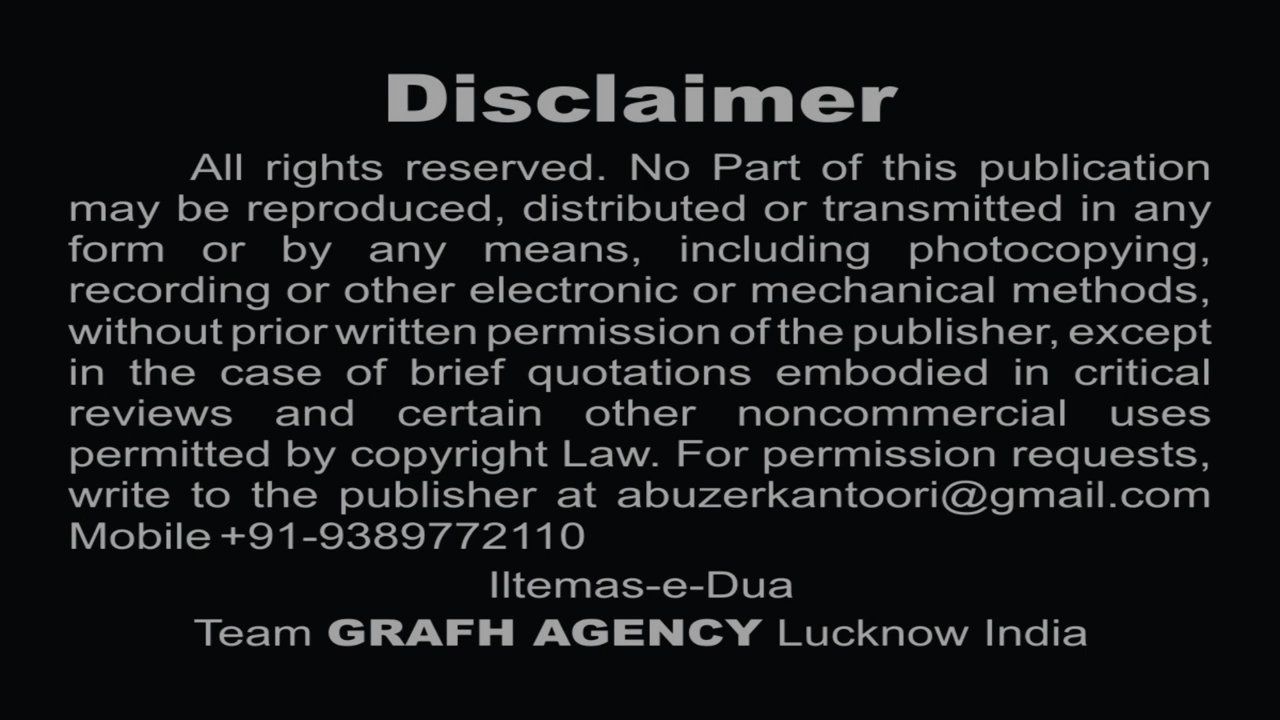 Disclaimer
All rights reserved. No Part of this publication
may be reproduced, distributed or transmitted in any
form or by any means, including photocopying,
recording or other electronic or mechanical methods,
without prior written permission of the publisher, except
in the case of brief quotations embodied in critical
reviews and certain other noncommercial uses
permitted by copyright Law. For permission requests,
write to the publisher at abuzerkantoori@gmail.com
Mobile +91-9389772110
IItemas-e-Dua
Team GRAFH AGENCY Lucknow India